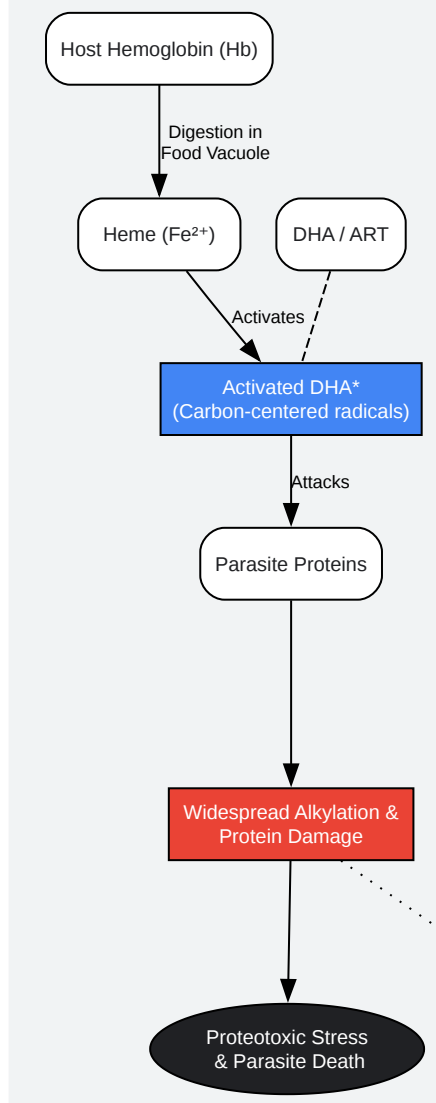 Host Hemoglobin (Hb)
Digestion in
Food Vacuole
Heme (Fe²⁺)
DHA / ART
Activates
Activated DHA*
(Carbon-centered radicals)
Attacks
Parasite Proteins
Widespread Alkylation &
Protein Damage
Proteotoxic Stress
& Parasite Death